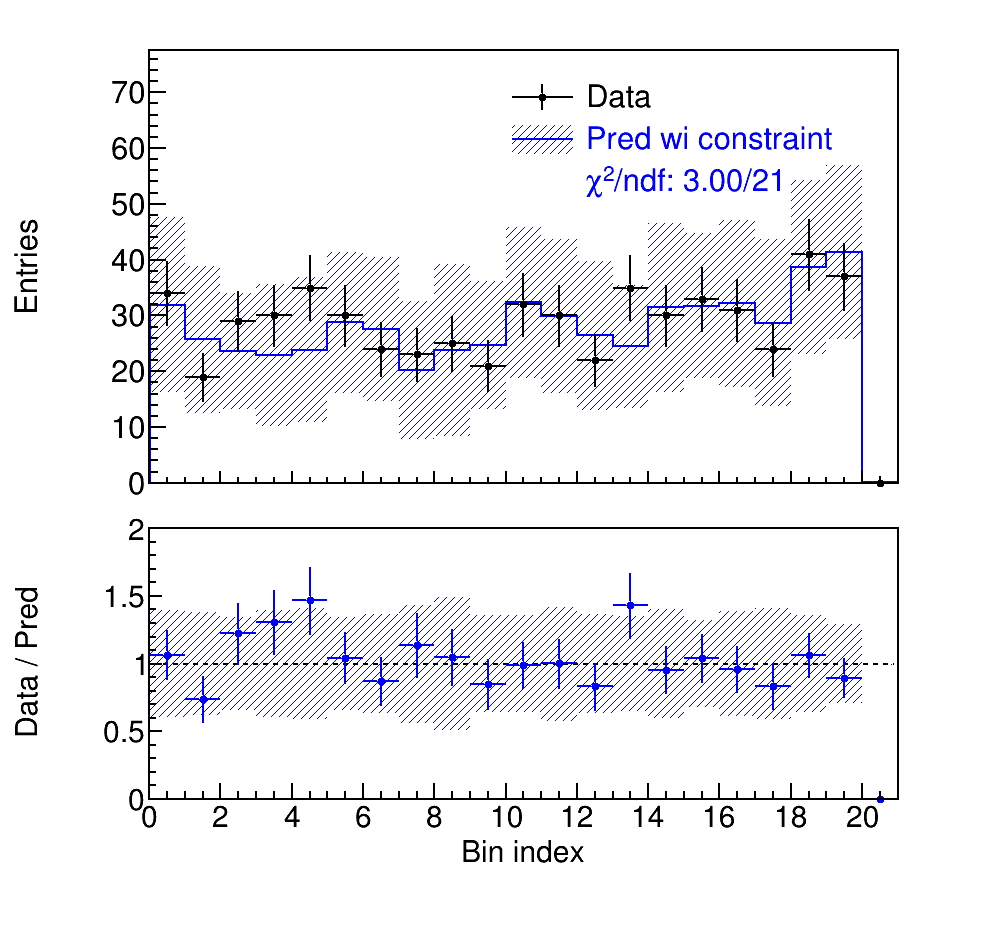 Entries
70
60
50
40
30
20
10
0
Data
Pred wi constraint
χ²/ndf: 3.00/21
Data / Pred
2
1.5
1
0.5
0
0 2 4 6 8 10 12 14 16 18 20
Bin index